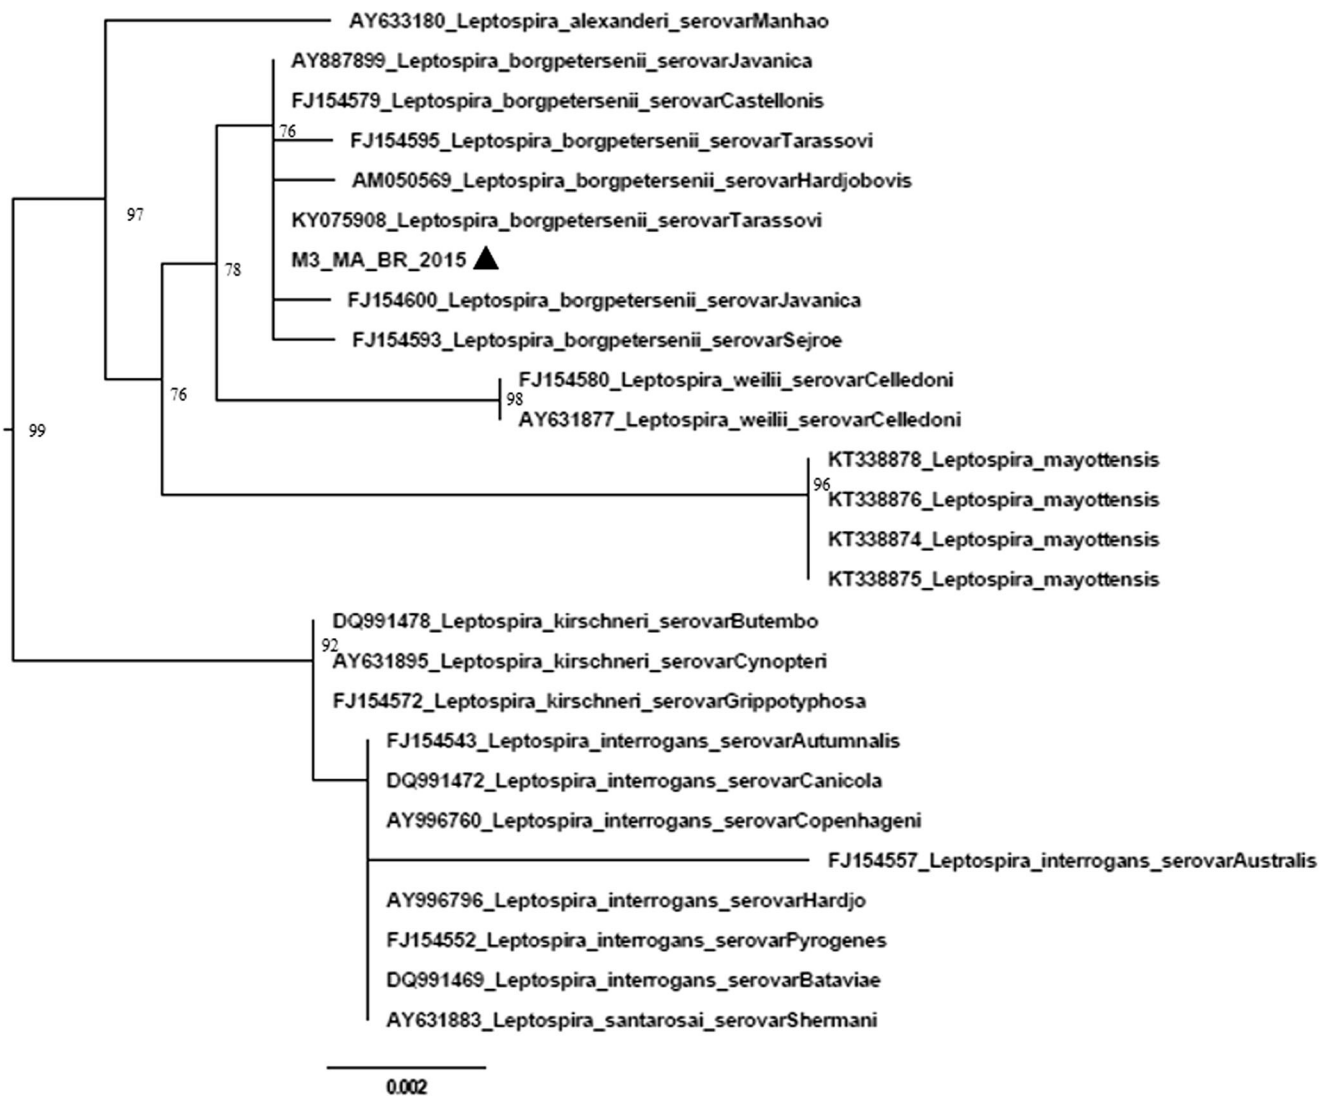 AY633180_Leptospira_alexanderi_serovarManhao
AY887899_Leptospira_borgpetersenii_serovarJavanica
FJ154579_Leptospira_borgpetersenii_serovarCastellonis
76
FJ154595_Leptospira_borgpetersenii_serovarTarassovi
AM050569_Leptospira_borgpetersenii_serovarHardjobovis
97
KY075908_Leptospira_borgpetersenii_serovarTarassovi
M3_MA_BR_2015
78
FJ154600_Leptospira_borgpetersenii_serovarJavanica
FJ154593_Leptospira_borgpetersenii_serovarSejroe
FJ154580_Leptospira_weilii_serovarCelledoni
76
98
AY631877_Leptospira_weilii_serovarCelledoni
99
KT338878_Leptospira_mayottensis
96
KT338876_Leptospira_mayottensis
KT338874_Leptospira_mayottensis
KT338875_Leptospira_mayottensis
DQ991478_Leptospira_kirschneri_serovarButembo
92
AY631895_Leptospira_kirschneri_serovarCynopteri
FJ154572_Leptospira_kirschneri_serovarGrippotyphosa
FJ154543_Leptospira_interrogans_serovarAutumnalis
DQ991472_Leptospira_interrogans_serovarCanicola
AY996760_Leptospira_interrogans_serovarCopenhageni
FJ154557_Leptospira_interrogans_serovarAustralis
AY996796_Leptospira_interrogans_serovarHardjo
FJ154552_Leptospira_interrogans_serovarPyrogenes
DQ991469_Leptospira_interrogans_serovarBataviae
AY631883_Leptospira_santarosai_serovarShermani
0.002